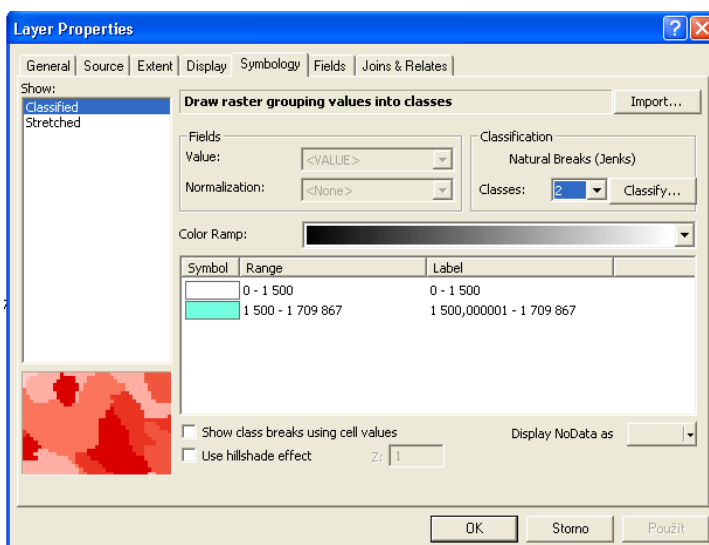 Layer Properties
General Source Extent Display Symbology Fields Joins & Relates
Show:
Classified
Stretched
Draw raster grouping values into classes
Import...
Fields
Value: <VALUE>
Normalization: <None>
Classification
Natural Breaks (Jenks)
Classes: 2 Classify...
Color Ramp:
Symbol Range Label
0 - 1 500 0 - 1 500
1 500 - 1 709 867 1 500,000001 - 1 709 867
Show class breaks using cell values
Display NoData as
Use hillshade effect Z: 1
OK Storno Použít